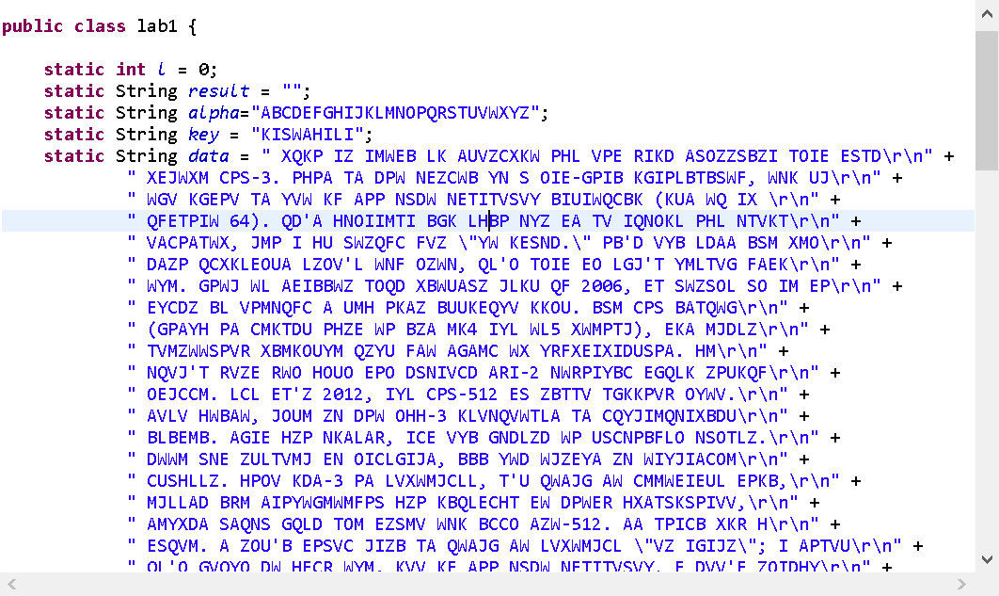 public class lab1 {
static int i = 0;
static String result = "";
static String alpha="ABCDEFGHIJKLMNOPQRSTUVWXYZ";
static String key = "KISWAHILI";
static String data = " XQKP IZ IMWEB LK AUVZCXKW PHL VPE RIKD ASOZZSBZI TOIE ESTD\r\n" +
" XEJWXM CPS-3. PHPA TA DPW NEZCWB YN S OIE-GPIB KGIPLBTBSWF, WNK UJ\r\n" +
" WGV KGEPV TA YVW KF APP NSDW NETITVSVY BIUIWQCBK (KUA WQ IX \r\n" +
" QFETPIW 64). QD'A HNOIIMTI BGK LHBP NYZ EA TV IQNOKL PHL NTVKT\r\n" +
" VACPATWX, JMP I HU SWZQFC FVZ \"YW KESND.\" PB'D VYB LDAA BSM XMO\r\n" +
" DAZP QCXKLEOUA LZOV'L WNF OZWN, QL'O TOIE EO LGJ'T YMLTVG FAEK\r\n" +
" WYM. GPWJ WL AEIBBWZ TOQD XBWUASZ JLKU QF 2006, ET SWZSOL SO IM EP\r\n" +
" EYCDZ BL VPMNQFC A UMH PKAZ BUUKEQYV KKOU. BSM CPS BATQWG\r\n" +
" (GPAYH PA CMKTDU PHZE WP BZA MK4 IYL WL5 XWMPTJ), EKA MJDLZ\r\n" +
" TVMZWWSPVR XBMKOUYM QZYU FAW AGAMC WX YRFXEIXIDUSPA. HM\r\n" +
" NQVJ'T RVZE RWO HOUO EPO DSNIVCD ARI-2 NWRPIYBC EGQLK ZPUKQF\r\n" +
" OEJCCM. LCL ET'Z 2012, IYL CPS-512 ES ZBTTV TGKKPVR OYWV.\r\n" +
" AVLV HWBAW, JOUM ZN DPW OHH-3 KLVNQVWTLA TA CQYJIMQNIXBDU\r\n" +
" BLBEMB. AGIE HZP NKALAR, ICE VYB GNDLZD WP USCNPBFLO NSOTLZ.\r\n" +
" DWWM SNE ZULTVMJ EN OICLGIJA, BBB YWD WJZEYA ZN WIYJIACOM\r\n" +
" CUSHLLZ. HPOV KDA-3 PA LVXWMJCLL, T'U QWAJG AW CMMWEIEUL EPKB,\r\n" +
" MJLLAD BRM AIPYWGMWMFPS HZP KBQLECHT EW DPWER HXATSKSPIVV,\r\n" +
" AMYXDA SAQNS GQLD TOM EZSMV WNK BCCO AZW-512. AA TPICB XKR H\r\n" +
" ESQVM. A ZOU'B EPSVC JIZB TA QWAJG AW LVXWMJCL \"VZ IGIJZ\"; I APTVU\r\n" +